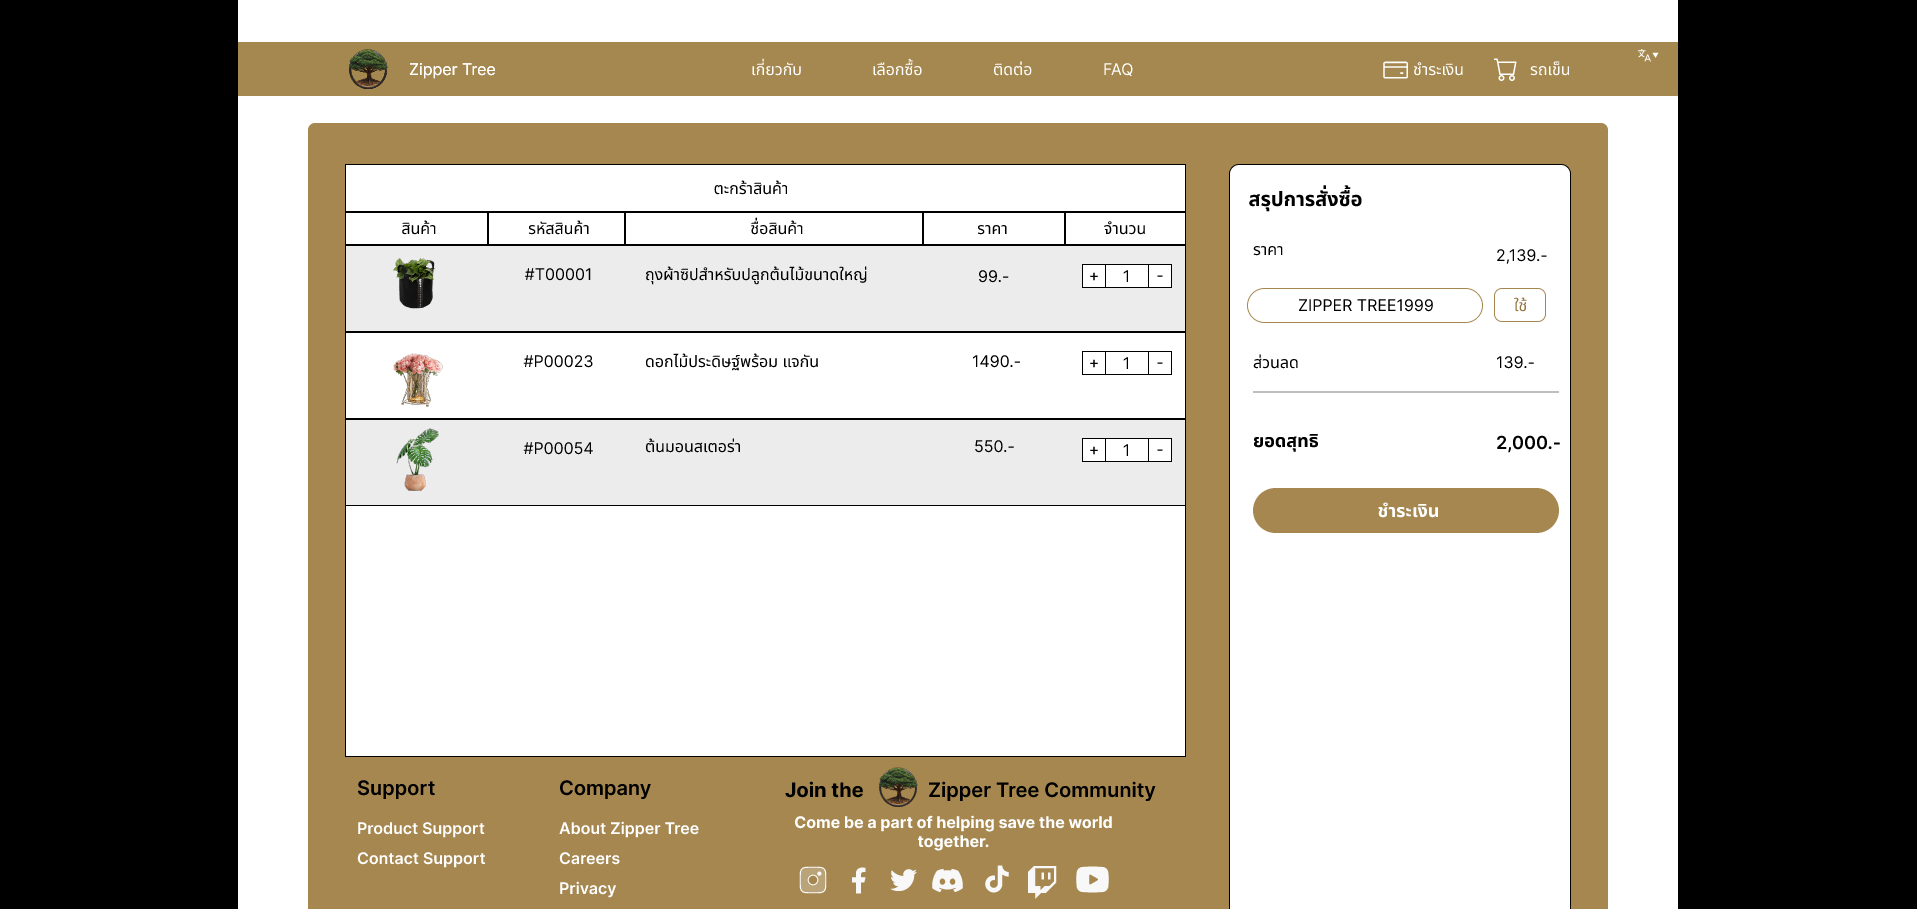 Zipper Tree เกี่ยวกับ เลือกซื้อ ติดต่อ FAQ ชำระเงิน รถเข็น
ตะกร้าสินค้า
สินค้า รหัสสินค้า ชื่อสินค้า ราคา จำนวน
#T00001 ถุงผ้าซิปสำหรับปลูกต้นไม้ขนาดใหญ่ 99.- + 1 -
#P00023 ดอกไม้ประดิษฐ์พร้อม แจกัน 1490.- + 1 -
#P00054 ต้นมอนสเตอร่า 550.- + 1 -
สรุปการสั่งซื้อ
ราคา 2,139.-
ZIPPER TREE1999 ใช้
ส่วนลด 139.-
ยอดสุทธิ 2,000.-
ชำระเงิน
Support
Product Support
Contact Support
Company
About Zipper Tree
Careers
Privacy
Join the Zipper Tree Community
Come be a part of helping save the world
together.